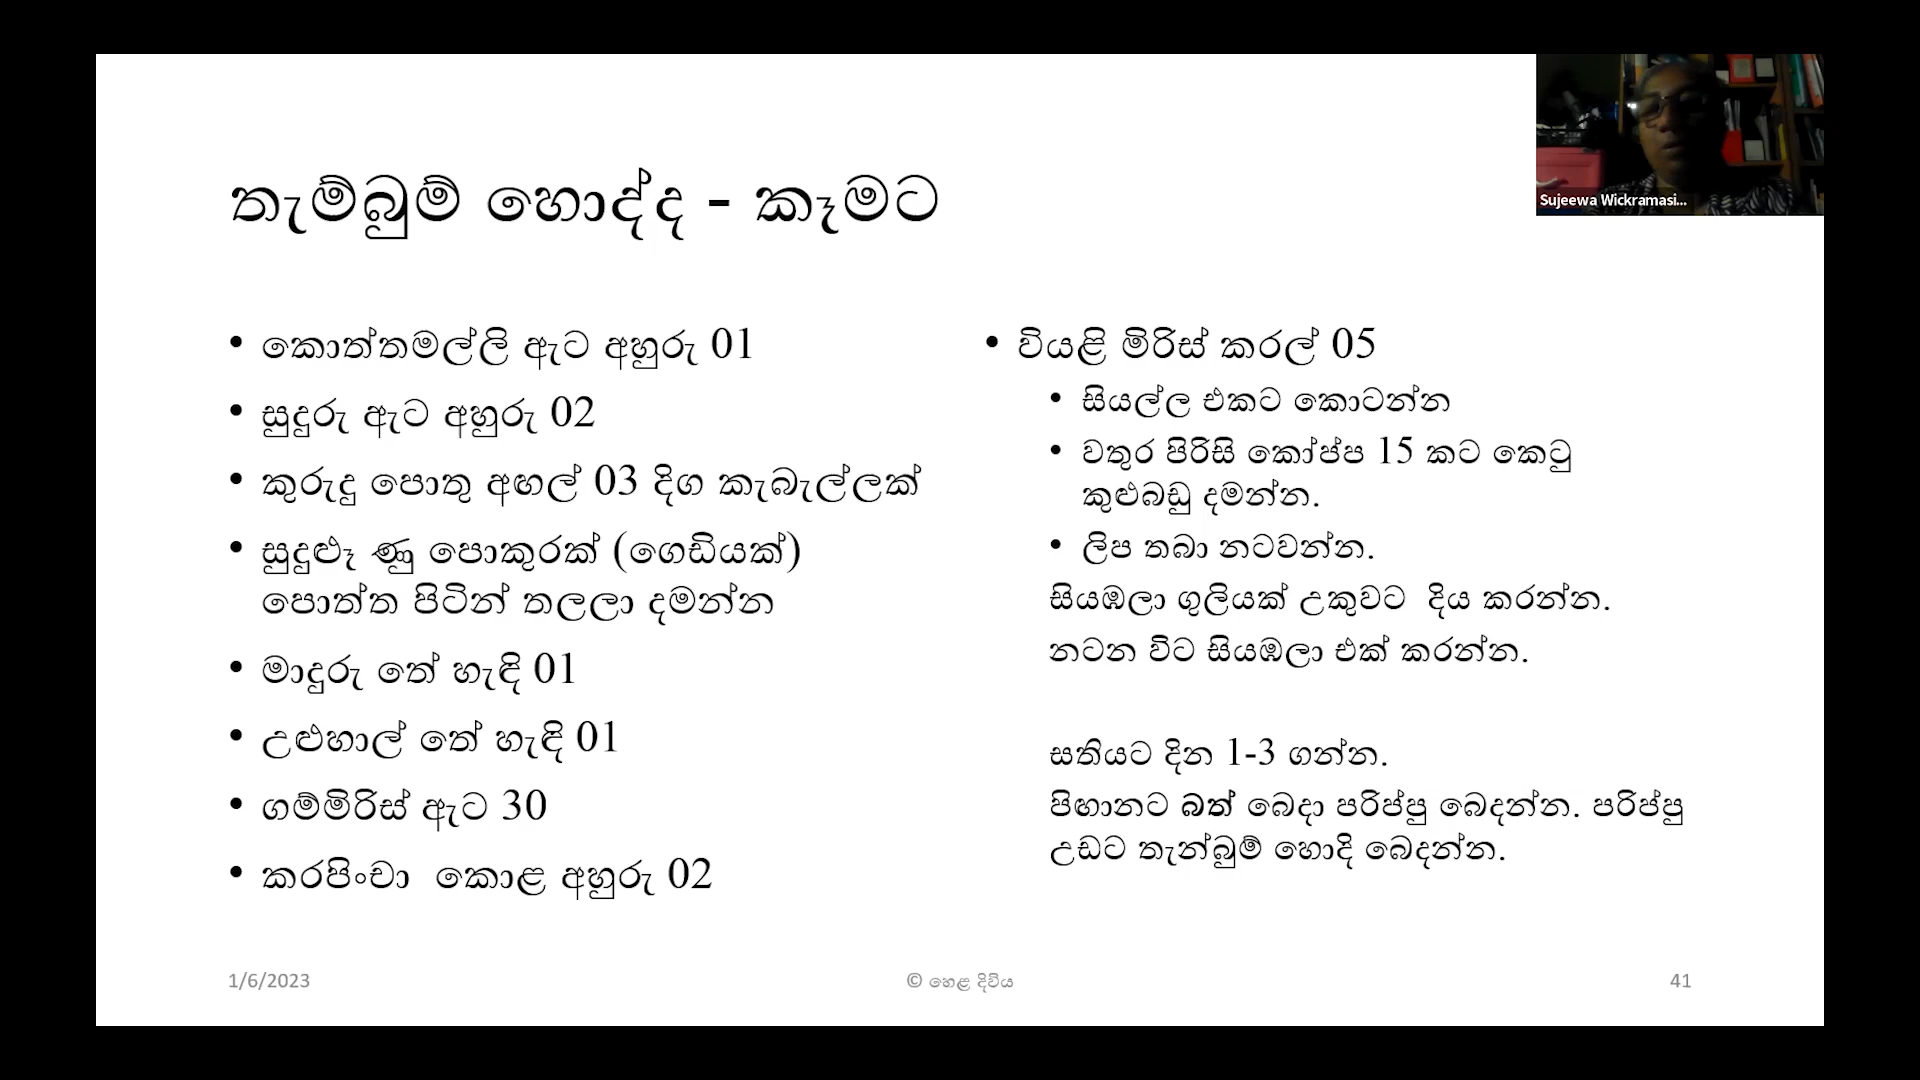 Sujeewa Wickramasi...
තැම්බුම් හොද්ද - කෑමට
• කොත්තමල්ලි ඇට අහුරු 01
• සුදුරු ඇට අහුරු 02
• කුරුදු පොතු අඟල් 03 දිග කැබැල්ලක්
• සුදුළූෑ ණු පොකුරක් (ගෙඩියක්)
පොත්ත පිටින් තලලා දමන්න
• මාදුරු තේ හැඳි 01
• උළුහාල් තේ හැඳි 01
• ගම්මිරිස් ඇට 30
• කරපිංචා කොළ අහුරු 02
• වියළි මිරිස් කරල් 05
• සියල්ල එකට කොටන්න
• වතුර පිරිසි කෝප්ප 15 කට කෙටු
කුළුබඩු දමන්න.
• ලිප තබා නටවන්න.
සියඹලා ගුලියක් උකුවට දිය කරන්න.
නටන විට සියඹලා එක් කරන්න.
සතියට දින 1-3 ගන්න.
පිඟානට බත් බෙදා පරිප්පු බෙදන්න. පරිප්පු
උඩට තැන්බුම් හොදි බෙදන්න.
1/6/2023
© හෙළ දිවිය
41